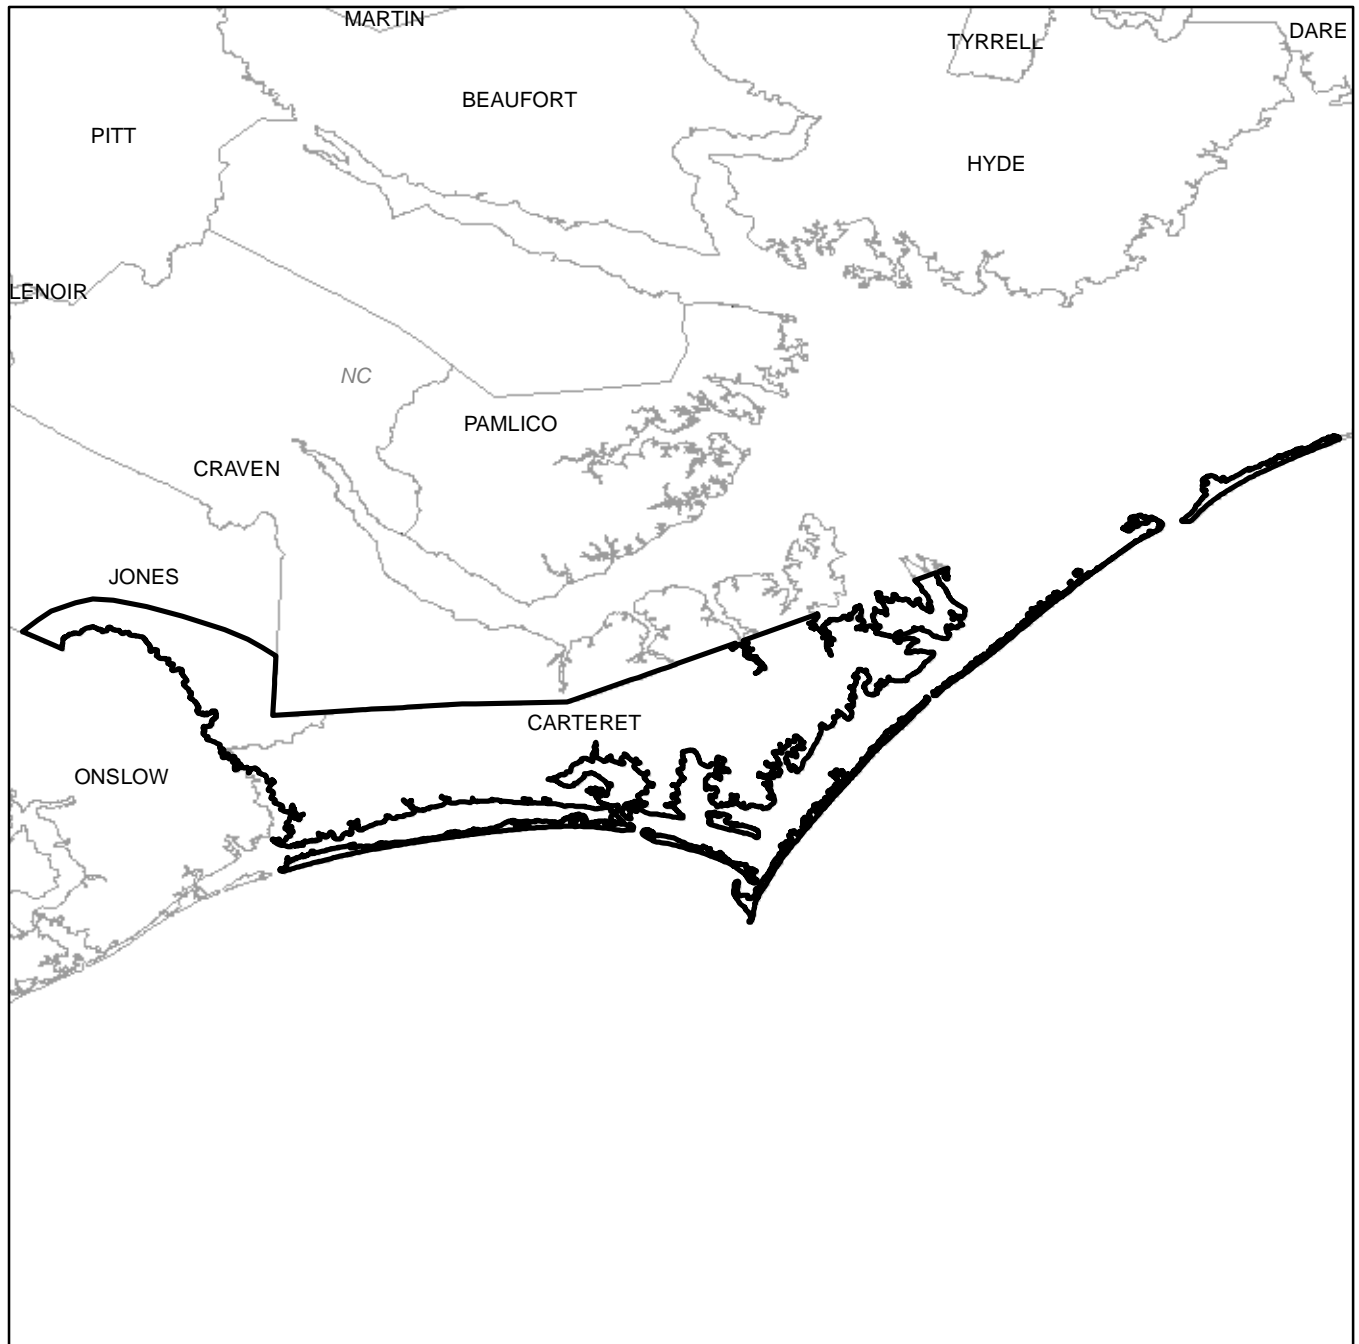 MARTIN
DARE
TYRRELL
BEAUFORT
PITT
HYDE
LENOIR
NC
PAMLICO
CRAVEN
JONES
CARTERET
ONSLOW